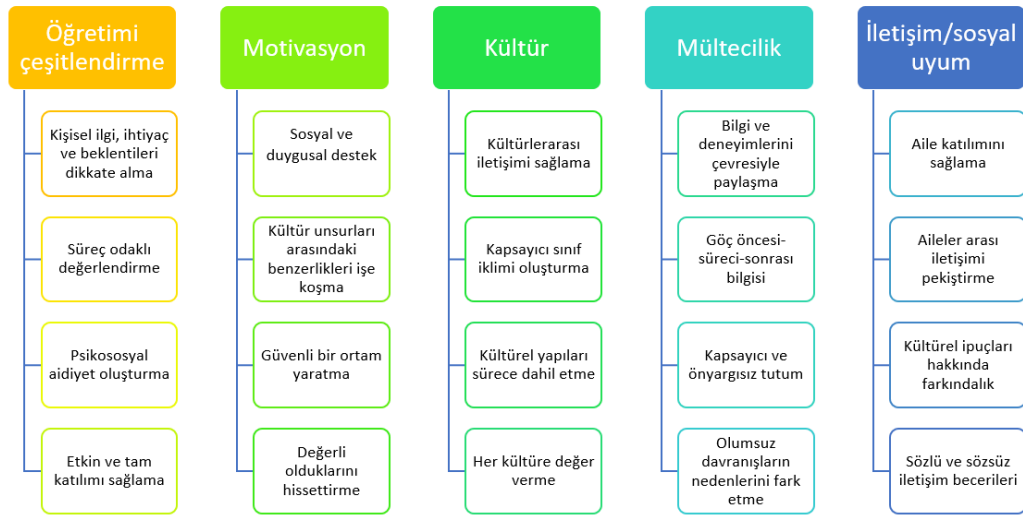 Öğretimi
çeşitlendirme
Kişisel ilgi, ihtiyaç
ve beklentileri
dikkate alma
Süreç odaklı
değerlendirme
Psikososyal
aidiyet oluşturma
Etkin ve tam
katılımı sağlama
Motivasyon
Sosyal ve
duygusal destek
Kültür unsurları
arasındaki
benzerlikleri işe
koşma
Güvenli bir ortam
yaratma
Değerli
olduklarını
hissettirme
Kültür
Kültürlerarası
iletişimi sağlama
Kapsayıcı sınıf
iklimi oluşturma
Kültürel yapıları
sürece dahil etme
Her kültüre değer
verme
Mültecilik
Bilgi ve
deneyimlerini
çevresiyle
paylaşma
Göç öncesi-
süreci-sonrası
bilgisi
Kapsayıcı ve
önyargısız tutum
Olumsuz
davranışların
nedenlerini fark
etme
İletişim/sosyal
uyum
Aile katılımını
sağlama
Aileler arası
iletişimi
pekiştirme
Kültürel ipuçları
hakkında
farkındalık
Sözlü ve sözsüz
iletişim becerileri